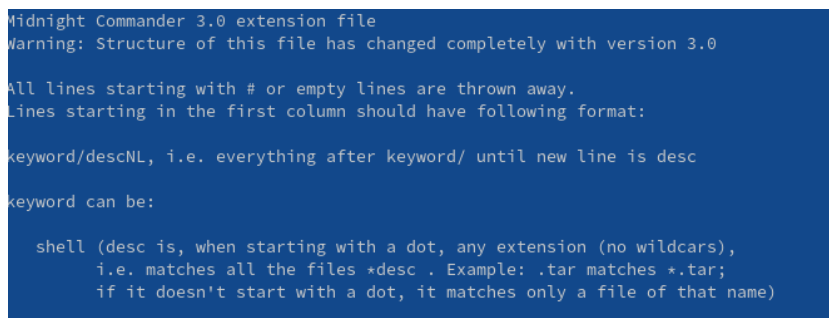 Midnight Commander 3.0 extension file
Warning: Structure of this file has changed completely with version 3.0
All lines starting with # or empty lines are thrown away.
Lines starting in the first column should have following format:
keyword/descNL, i.e. everything after keyword/ until new line is desc
keyword can be:
shell (desc is, when starting with a dot, any extension (no wildcars),
i.e. matches all the files *desc . Example: .tar matches *.tar;
if it doesn't start with a dot, it matches only a file of that name)